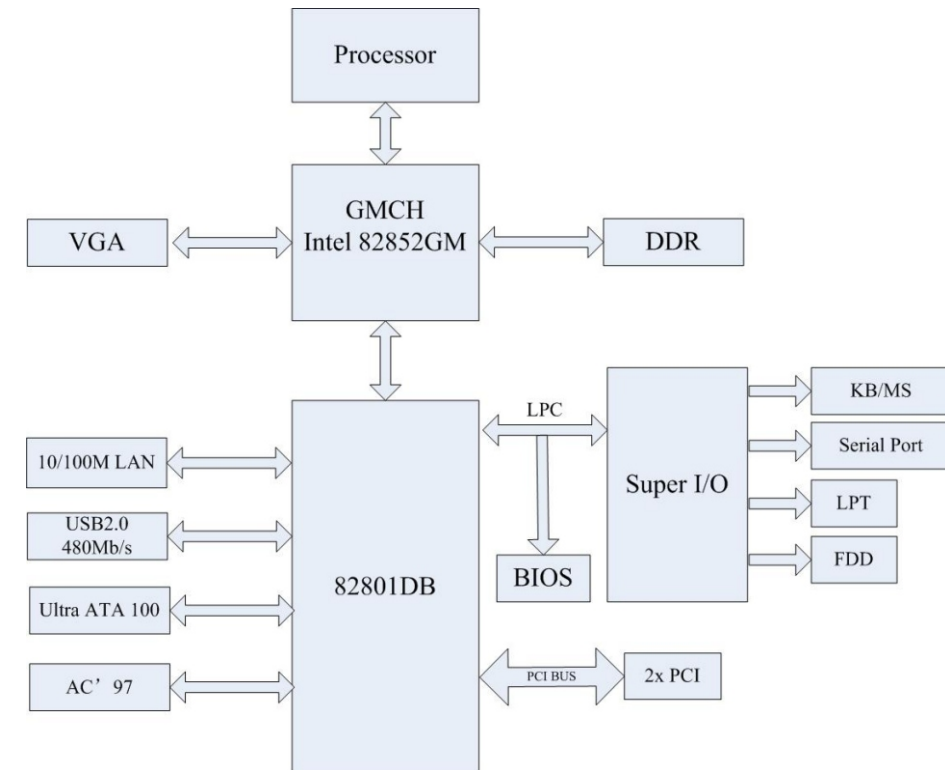 Processor
GMCH
Intel 82852GM
VGA
DDR
LPC
KB/MS
Serial Port
LPT
FDD
Super I/O
BIOS
10/100M LAN
USB2.0
480Mb/s
Ultra ATA 100
AC’97
82801DB
PCI BUS
2x PCI